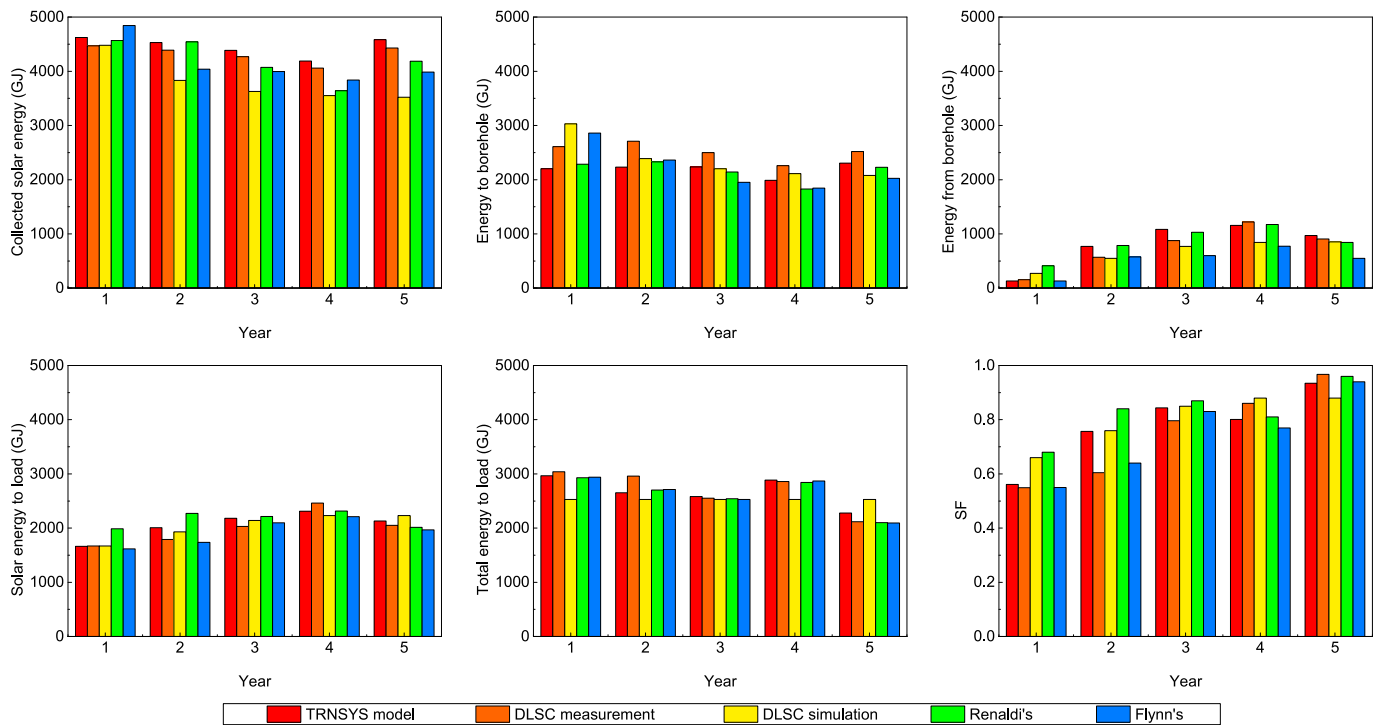 5000
4000
3000
2000
1000
0
Collected solar energy (GJ)
1 2 3 4 5
Year
5000
4000
3000
2000
1000
0
Energy to borehole (GJ)
1 2 3 4 5
Year
5000
4000
3000
2000
1000
0
Energy from borehole (GJ)
1 2 3 4 5
Year
5000
4000
3000
2000
1000
0
Solar energy to load (GJ)
1 2 3 4 5
Year
5000
4000
3000
2000
1000
0
Total energy to load (GJ)
1 2 3 4 5
Year
1.0
0.8
0.6
0.4
0.2
0.0
SF
1 2 3 4 5
Year
TRNSYS model DLSC measurement DLSC simulation Renaldi's Flynn's